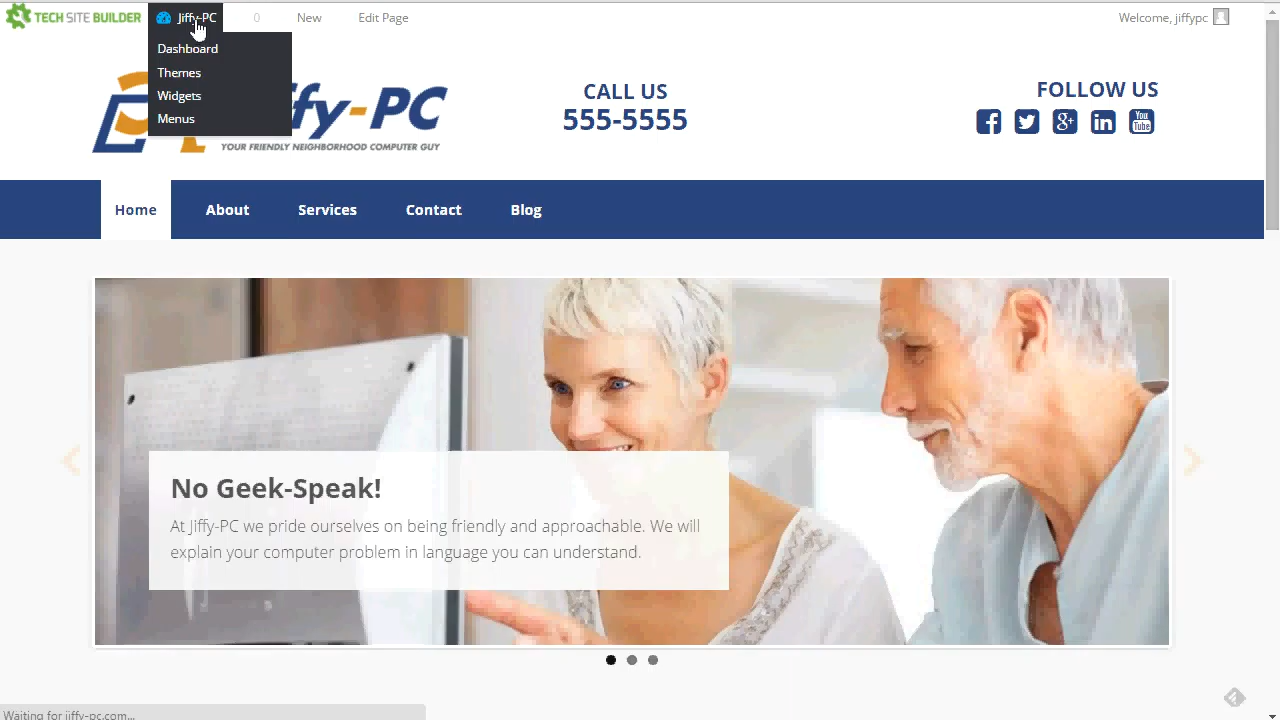 TECH SITE BUILDER
Jiffy-PC
0
New
Edit Page
Welcome, jiffypc
Dashboard
Themes
Widgets
Menus
ffy-PC
YOUR FRIENDLY NEIGHBORHOOD COMPUTER GUY
CALL US
555-5555
FOLLOW US
You
Tube
Home
About
Services
Contact
Blog
No Geek-Speak!
At Jiffy-PC we pride ourselves on being friendly and approachable. We will
explain your computer problem in language you can understand.
Waiting for jiffy-pc.com...